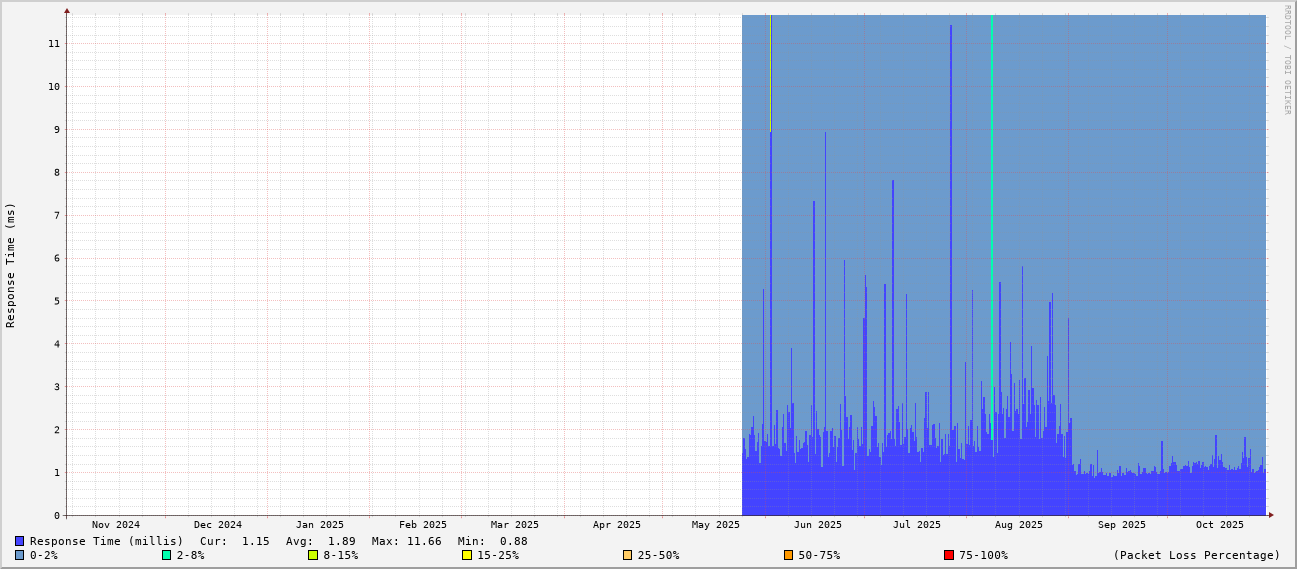 RRDTOOL / TOBI OETIKER
Response Time (ms)
11
10
9
8
7
6
5
4
3
2
1
0
Nov 2024 Dec 2024 Jan 2025 Feb 2025 Mar 2025 Apr 2025 May 2025 Jun 2025 Jul 2025 Aug 2025 Sep 2025 Oct 2025
Response Time (millis) Cur: 1.15 Avg: 1.89 Max: 11.66 Min: 0.88
0-2% 2-8% 8-15% 15-25% 25-50% 50-75% 75-100% (Packet Loss Percentage)